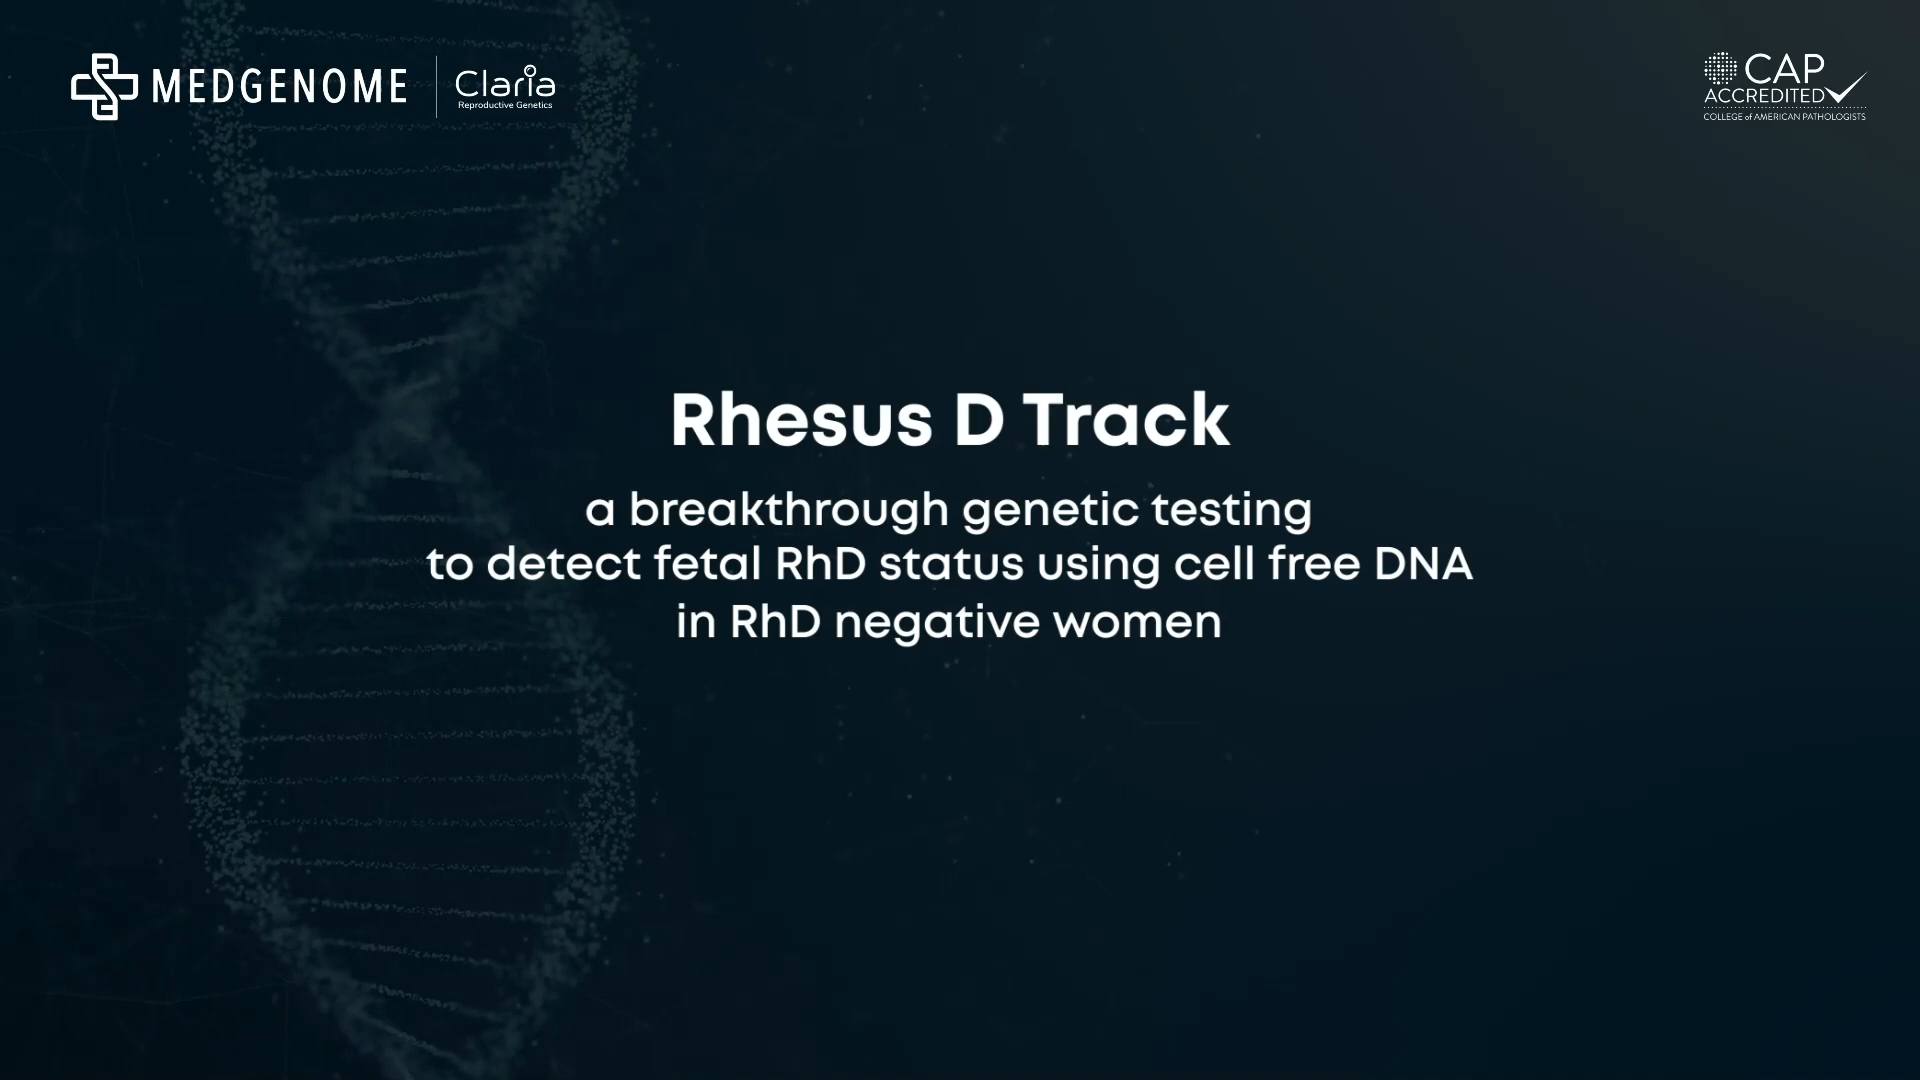 MEDGENOME
Claria
Reproductive Genetics
CAP
ACCREDITED
COLLEGE of AMERICAN PATHOLOGISTS
Rhesus D Track
a breakthrough genetic testing
to detect fetal RhD status using cell free DNA
in RhD negative women